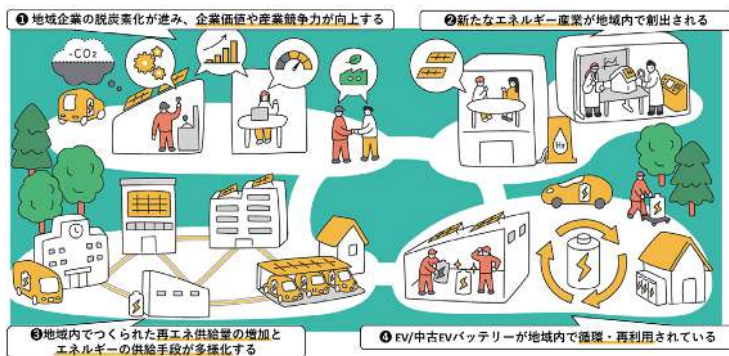 ❶ 地域企業の脱炭素化が進み、企業価値や産業競争力が向上する
❷新たなエネルギー産業が地域内で創出される
-CO₂
H₂
❸地域内でつくられた再エネ供給量の増加と
エネルギーの供給手段が多様化する
❹ EV/中古EVバッテリーが地域内で循環・再利用されている